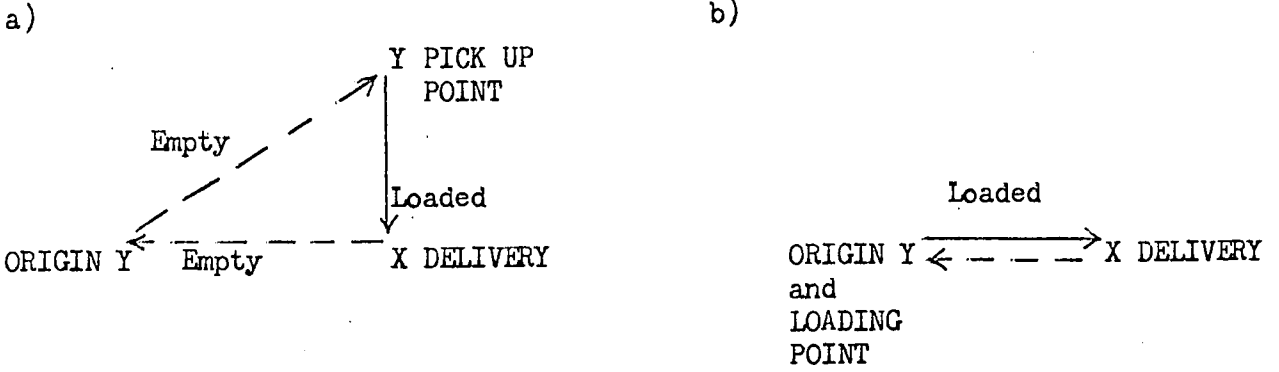 a)
Y PICK UP
POINT
Empty
Loaded
ORIGIN Y
Empty
X DELIVERY
b)
Loaded
ORIGIN Y
X DELIVERY
and
LOADING
POINT